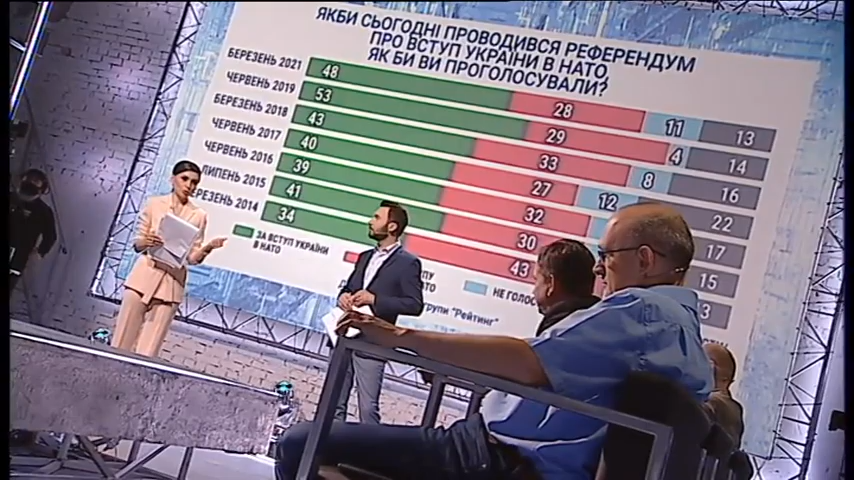 ЯКБИ СЬОГОДНІ ПРОВОДИВСЯ РЕФЕРЕНДУМ
ПРО ВСТУП УКРАЇНИ В НАТО,
ЯК БИ ВИ ПРОГОЛОСУВАЛИ?
БЕРЕЗЕНЬ 2021 48 28 11 13
ЧЕРВЕНЬ 2019 53 29 4 14
БЕРЕЗЕНЬ 2018 43 33 8 16
ЧЕРВЕНЬ 2017 40 27 12 22
ЧЕРВЕНЬ 2016 39 32 17
ЛИПЕНЬ 2015 41 30 15
БЕРЕЗЕНЬ 2014 34 43
ЗА ВСТУП УКРАЇНИ
В НАТО
НЕ ГОЛОС
"Рейтинг"